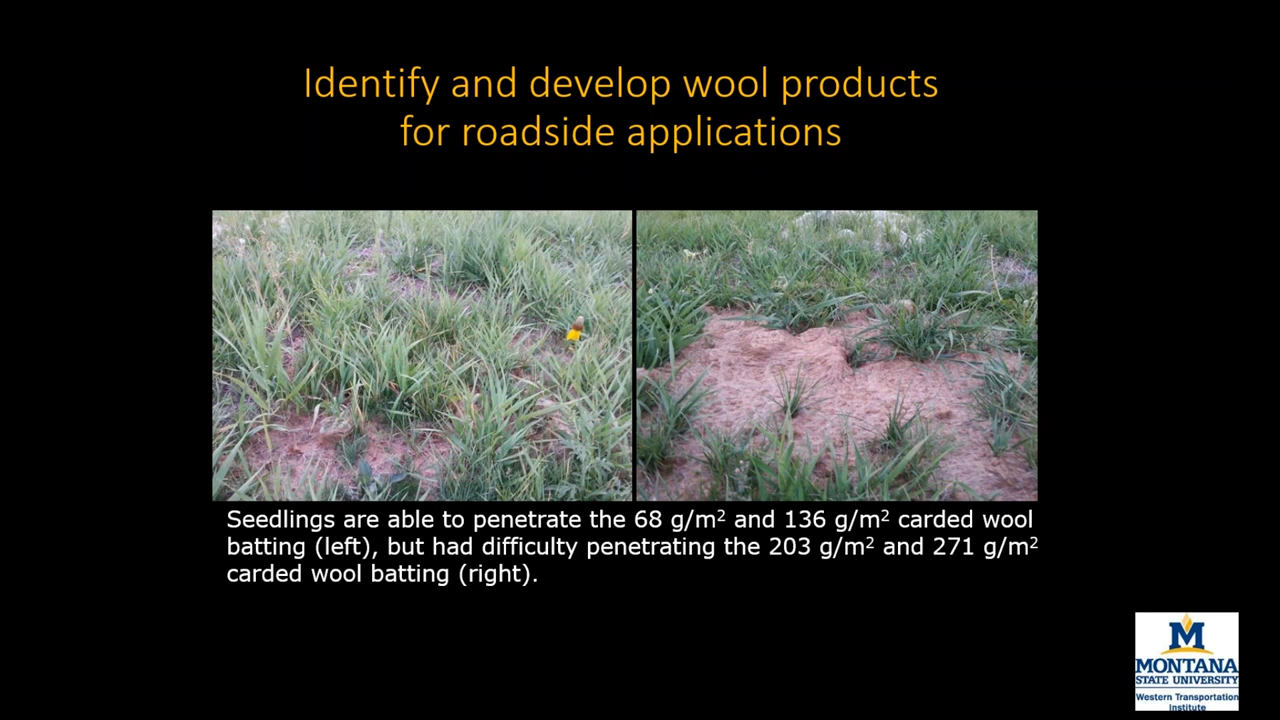 Identify and develop wool products
for roadside applications
Seedlings are able to penetrate the 68 g/m² and 136 g/m² carded wool
batting (left), but had difficulty penetrating the 203 g/m² and 271 g/m²
carded wool batting (right).
M
MONTANA
STATE UNIVERSITY
Western Transportation
Institute